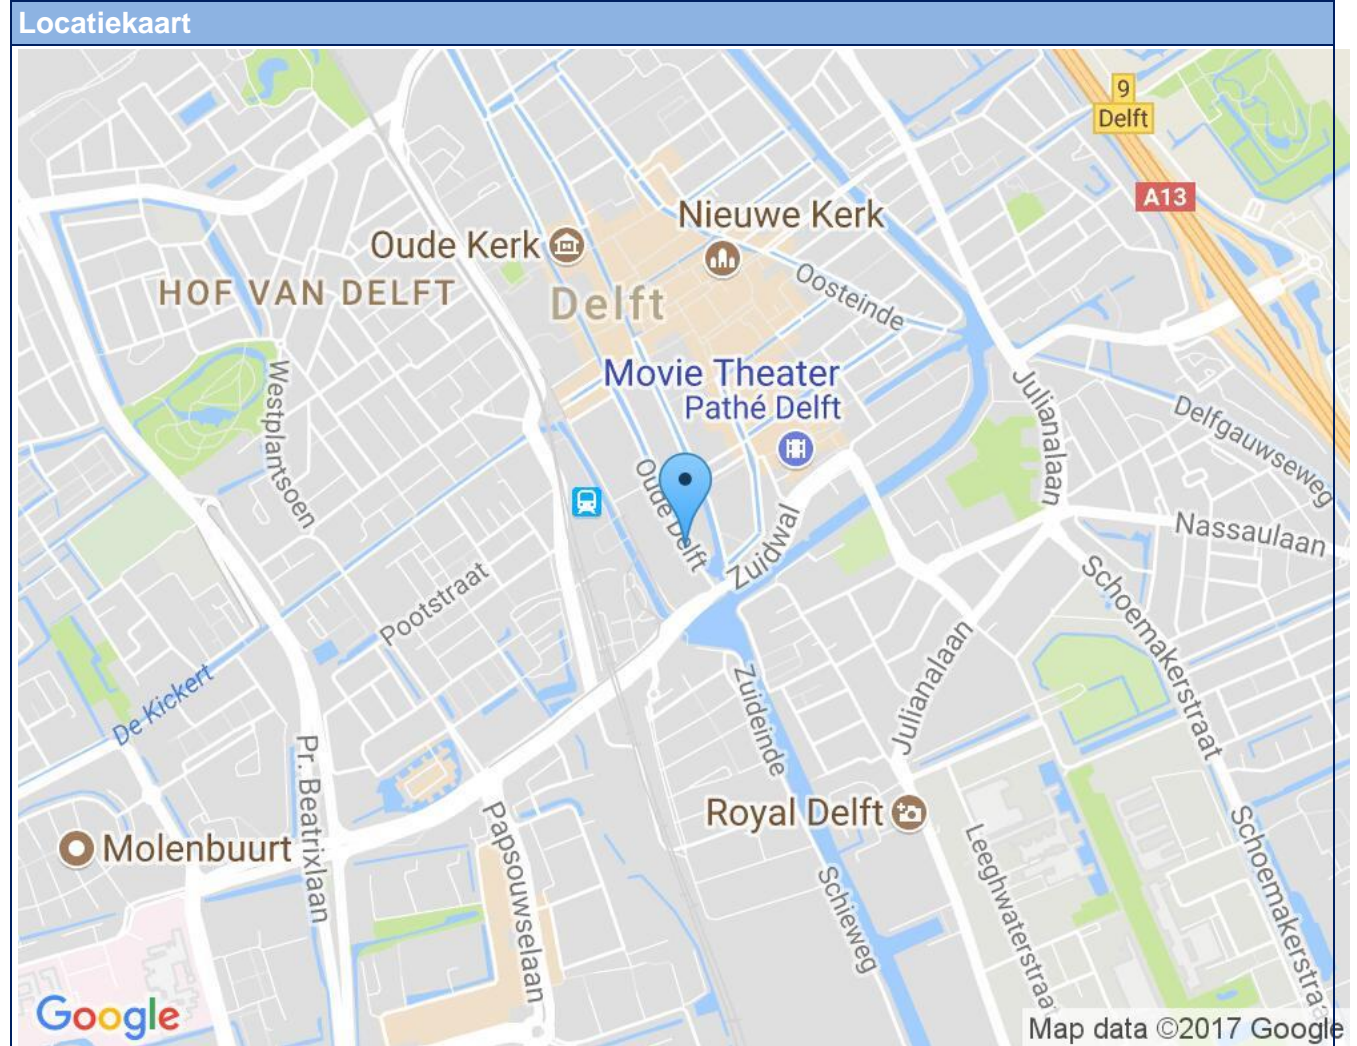 Locatiekaart
9
Delft
A13
Nieuwe Kerk
Oude Kerk
HOF VAN DELFT
Delft
Oosteinde
Movie Theater
Pathé Delft
Westplantsoen
Julianalaan
Delfgauwseweg
Oude Delft
Zuidwal
Nassaulaan
Pootstraat
Schoemakerstraat
De Kickert
Julianalaan
Zuideinde
Pr. Beatrixlaan
Royal Delft
Molenbuurt
Papsouwselaan
Schieweg
Leeghwaterstraat
Schoemakerstraa
Google
Map data ©2017 Google